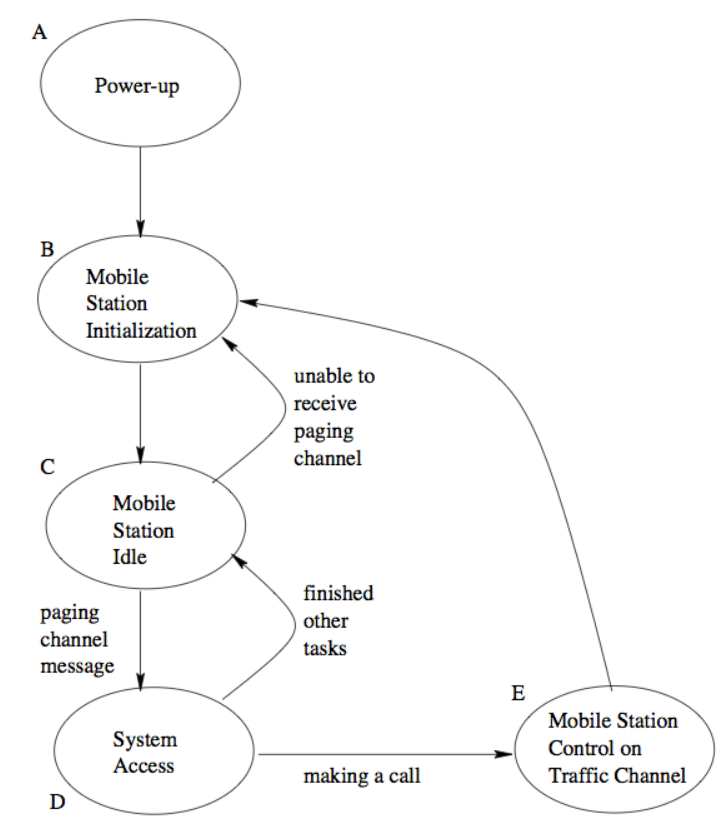 A
Power-up
B
Mobile
Station
Initialization
unable to
receive
paging
channel
C
Mobile
Station
Idle
finished
other
tasks
paging
channel
message
System
Access
D
making a call
E
Mobile Station
Control on
Traffic Channel